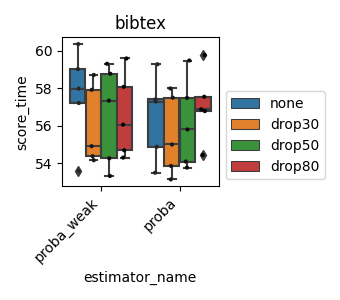 bibtex
score_time
60
58
56
54
proba_weak
proba
estimator_name
none
drop30
drop50
drop80